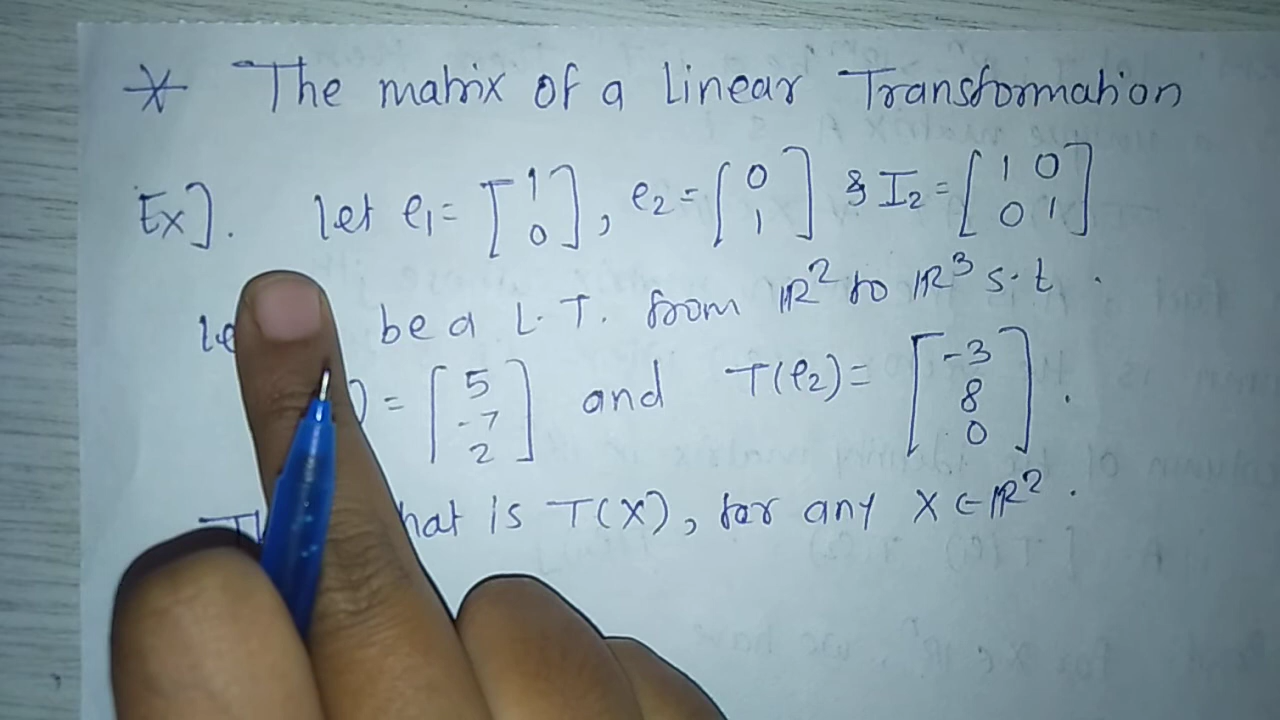 * The matrix of a Linear Transformation
Ex]. let e₁ = [1 0], e₂ = [0 1] & I₂ = [1 0 0 1]
be a L.T. from ℝ² to ℝ³ s.t.
) = [5 -7 2] and T(e₂) = [-3 8 0].
is T(X), for any X ∈ ℝ².